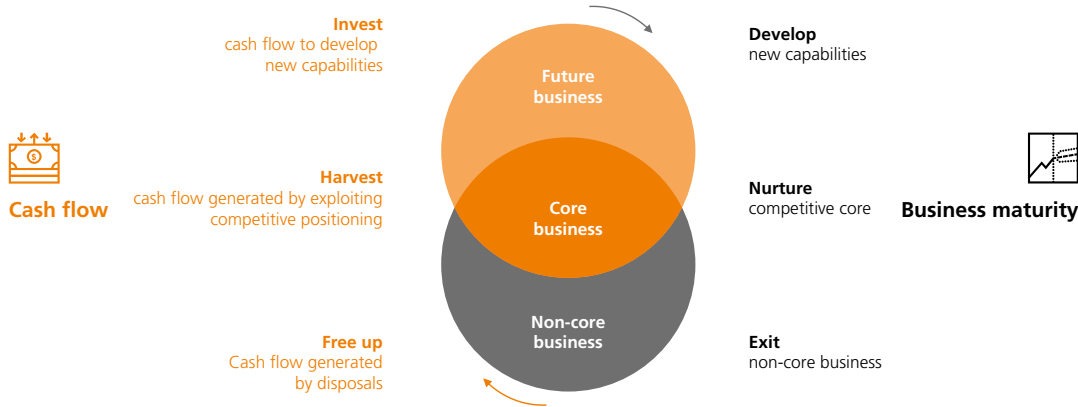 Invest
cash flow to develop
new capabilities
Future
business
Develop
new capabilities
$
Cash flow
Harvest
cash flow generated by exploiting
competitive positioning
Core
business
Nurture
competitive core
Business maturity
Free up
Cash flow generated
by disposals
Non-core
business
Exit
non-core business